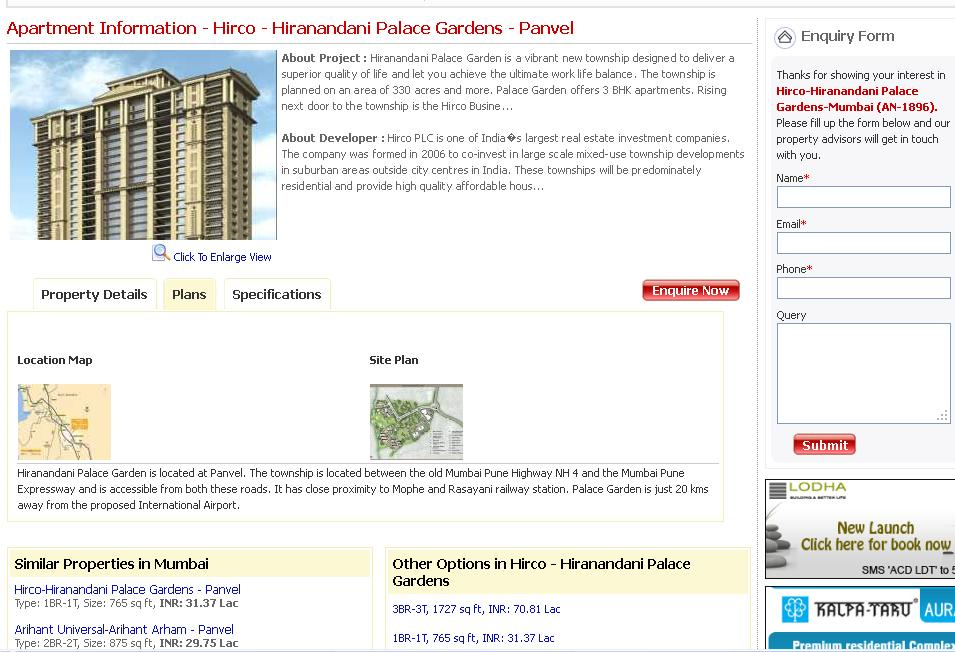 Apartment Information - Hirco - Hiranandani Palace Gardens - Panvel
About Project : Hiranandani Palace Garden is a vibrant new township designed to deliver a
superior quality of life and let you achieve the ultimate work life balance. The township is
planned on an area of 330 acres and more. Palace Garden offers 3 BHK apartments. Rising
next door to the township is the Hirco Busine...
About Developer : Hirco PLC is one of India�s largest real estate investment companies.
The company was formed in 2006 to co-invest in large scale mixed-use township developments
in suburban areas outside city centres in India. These townships will be predominately
residential and provide high quality affordable hous...
Click To Enlarge View
Property Details
Plans
Specifications
Enquire Now
Location Map
Site Plan
Hiranandani Palace Garden is located at Panvel. The township is located between the old Mumbai Pune Highway NH 4 and the Mumbai Pune
Expressway and is accessible from both these roads. It has close proximity to Mophe and Rasayani railway station. Palace Garden is just 20 kms
away from the proposed International Airport.
Similar Properties in Mumbai
Hirco-Hiranandani Palace Gardens - Panvel
Type: 1BR-1T, Size: 765 sq ft, INR: 31.37 Lac
Arihant Universal-Arihant Arham - Panvel
Type: 2BR-2T, Size: 875 sq ft, INR: 29.75 Lac
Other Options in Hirco - Hiranandani Palace
Gardens
3BR-3T, 1727 sq ft, INR: 70.81 Lac
1BR-1T, 765 sq ft, INR: 31.37 Lac
Enquiry Form
Thanks for showing your interest in
Hirco-Hiranandani Palace
Gardens-Mumbai (AN-1896).
Please fill up the form below and our
property advisors will get in touch
with you.
Name*
Email*
Phone*
Query
Submit
LODHA
BUILDING A BETTER LIFE
New Launch
Click here for book now
SMS 'ACD LDT' to 5
KALPA-TARU AURA
Premium residential Complex